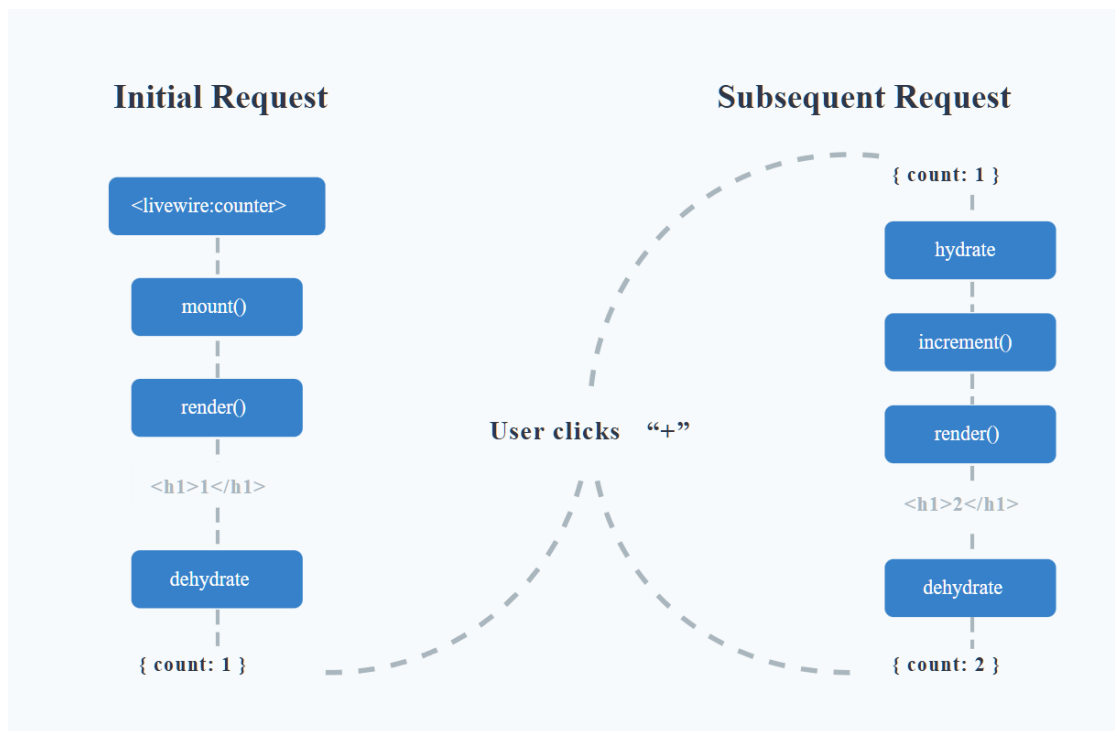 Initial Request
<livewire:counter>
mount()
render()
<h1>1</h1>
dehydrate
{ count: 1 }
User clicks “+”
Subsequent Request
{ count: 1 }
hydrate
increment()
render()
<h1>2</h1>
dehydrate
{ count: 2 }